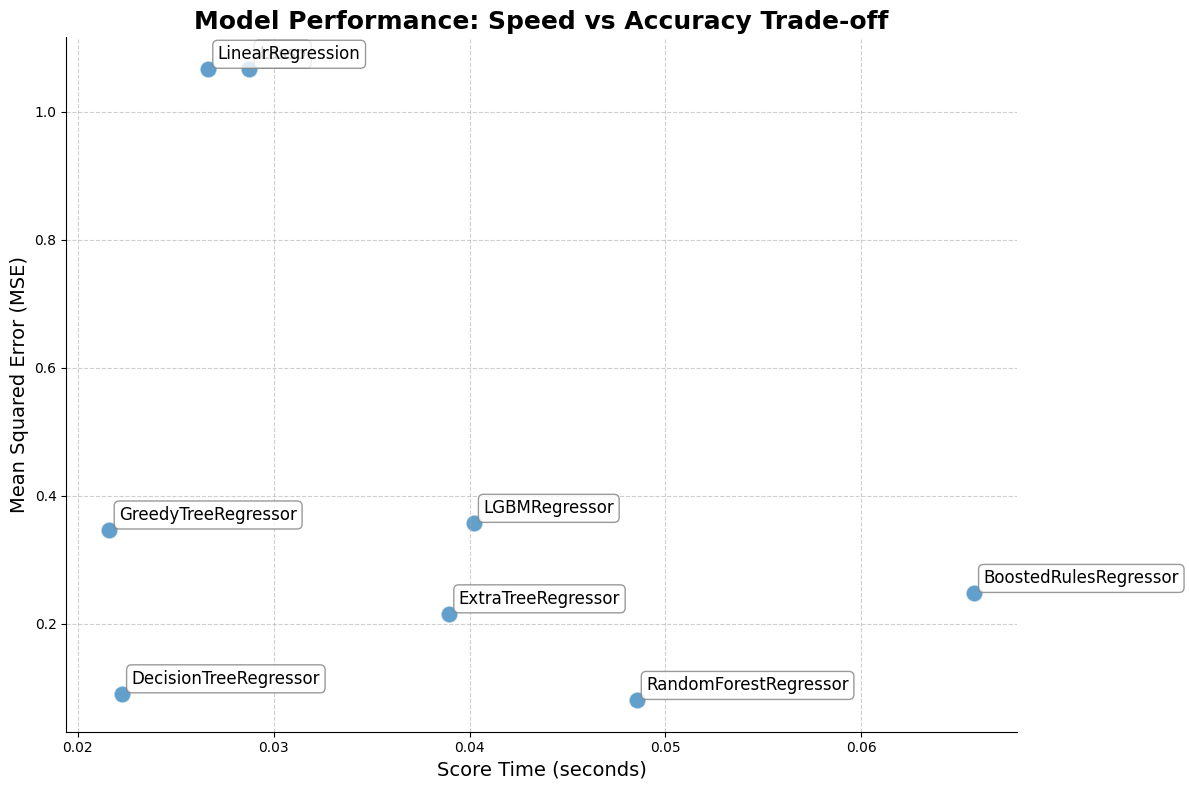 Model Performance: Speed vs Accuracy Trade-off
LinearRegression
1.0
0.8
0.6
0.4
0.2
Mean Squared Error (MSE)
GreedyTreeRegressor
LGBMRegressor
BoostedRulesRegressor
ExtraTreeRegressor
DecisionTreeRegressor
RandomForestRegressor
0.02
0.03
0.04
0.05
0.06
Score Time (seconds)